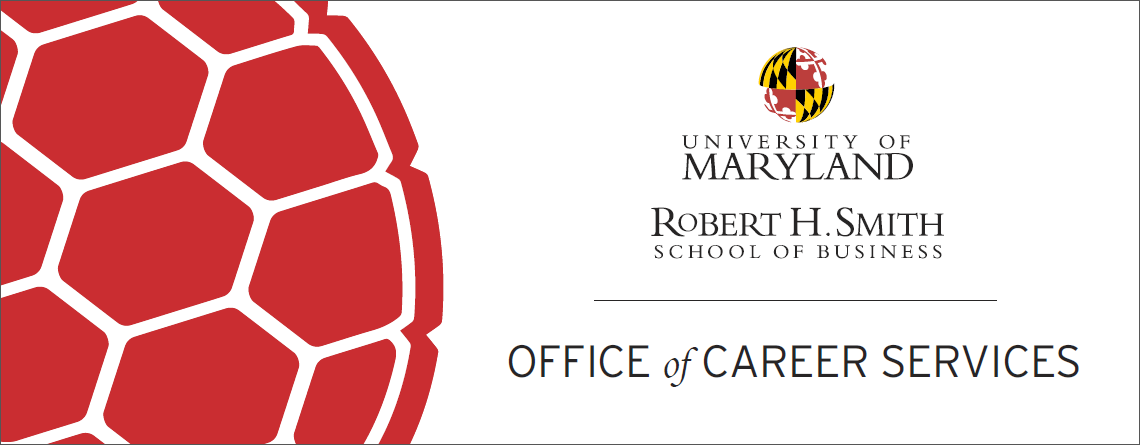 UNIVERSITY OF
MARYLAND
ROBERT H. SMITH
SCHOOL OF BUSINESS
OFFICE of CAREER SERVICES